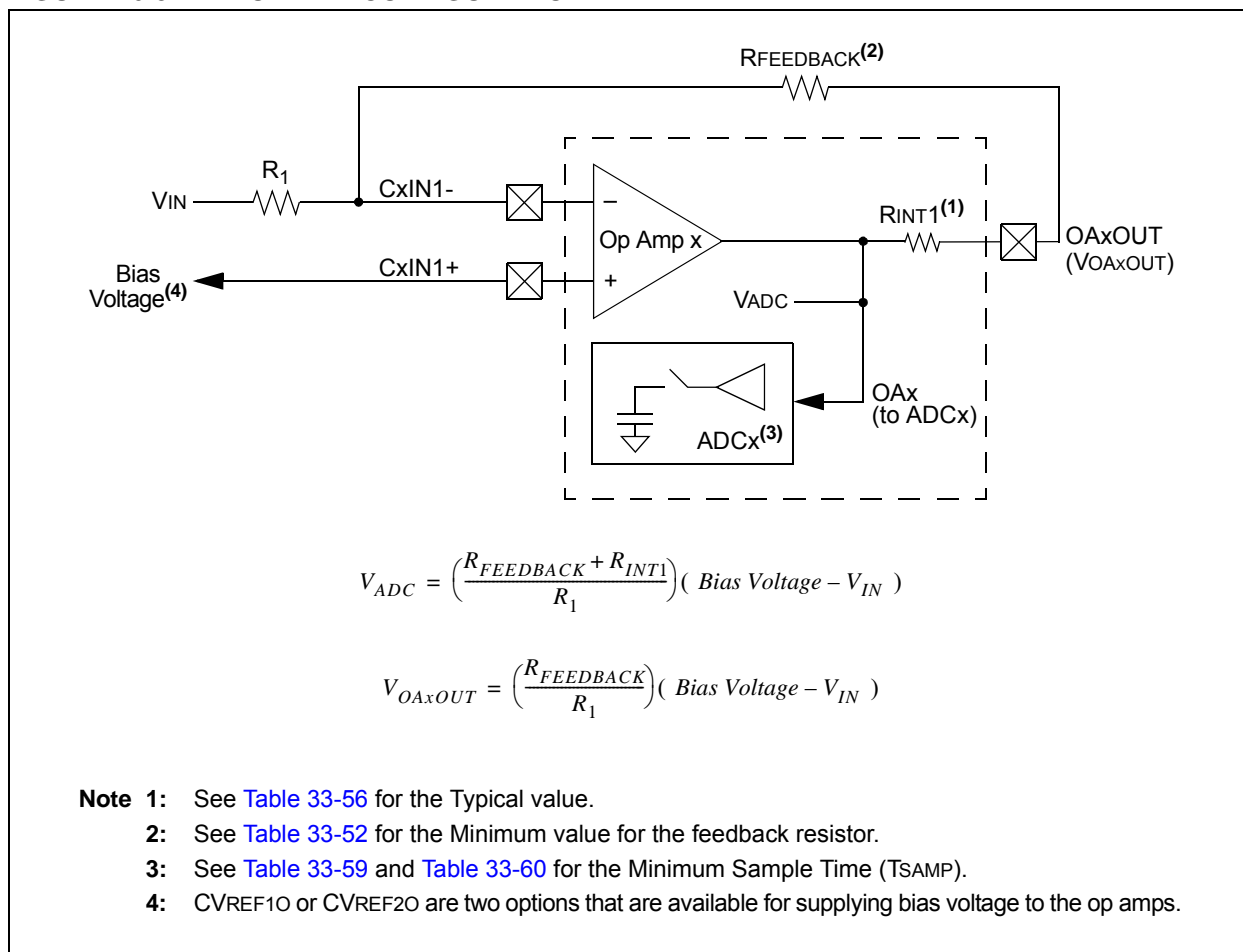 RFEEDBACK(2)
R1
VIN
CxIN1-
–
Op Amp x
RINT1(1)
OAxOUT
(VOAxOUT)
Bias
Voltage(4)
CxIN1+
+
VADC
OAx
(to ADCx)
ADCx(3)
VADC = (RFEEDBACK + RINT1 / R1) ( Bias Voltage – VIN )
VOAxOUT = (RFEEDBACK / R1) ( Bias Voltage – VIN )
Note 1: See Table 33-56 for the Typical value.
2: See Table 33-52 for the Minimum value for the feedback resistor.
3: See Table 33-59 and Table 33-60 for the Minimum Sample Time (TSAMP).
4: CVREF1O or CVREF2O are two options that are available for supplying bias voltage to the op amps.